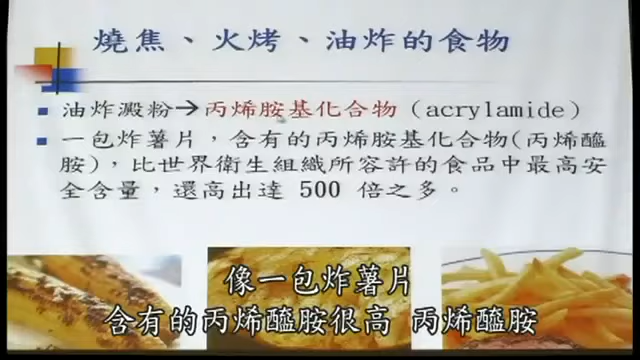 燒焦、火烤、油炸的食物
油炸澱粉→丙烯胺基化合物（acrylamide）
一包炸薯片，含有的丙烯胺基化合物(丙烯醯
胺)，比世界衛生組織所容許的食品中最高安
全含量，還高出達 500 倍之多。
像一包炸薯片
含有的丙烯醯胺很高 丙烯醯胺